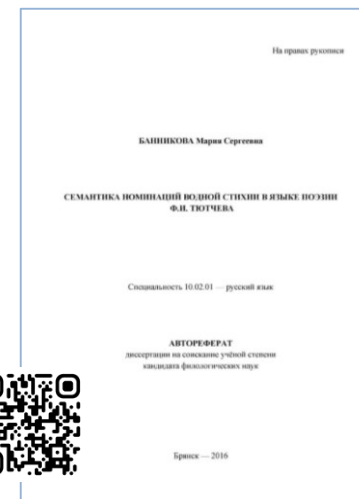 На правах рукописи
БАННИКОВА Мария Сергеевна
СЕМАНТИКА НОМИНАЦИЙ ВОДНОЙ СТИХИИ В ЯЗЫКЕ ПОЭЗИИ
Ф.И. ТЮТЧЕВА
Специальность 10.02.01 — русский язык
АВТОРЕФЕРАТ
диссертации на соискание учёной степени
кандидата филологических наук
Брянск — 2016